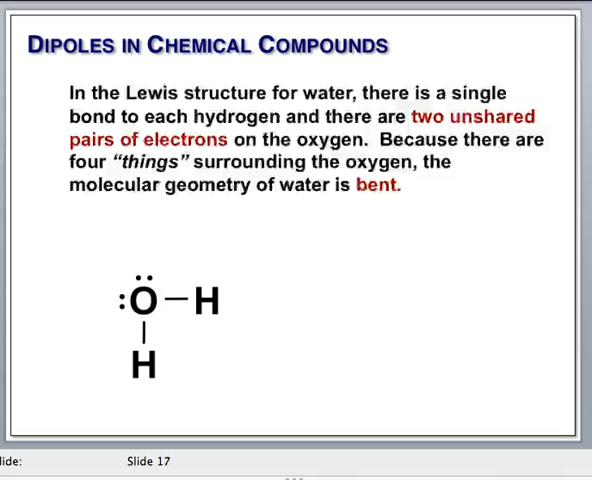 DIPOLES IN CHEMICAL COMPOUNDS
In the Lewis structure for water, there is a single
bond to each hydrogen and there are two unshared
pairs of electrons on the oxygen. Because there are
four “things” surrounding the oxygen, the
molecular geometry of water is bent.
:Ö–H
|
H
lide:
Slide 17